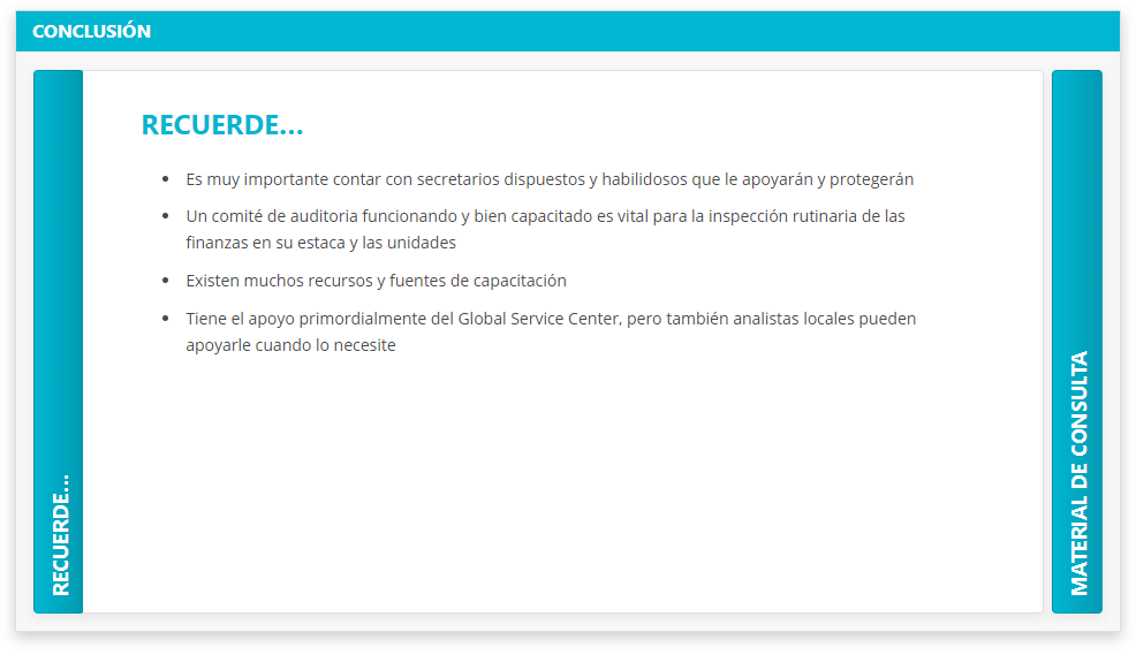 CONCLUSIÓN
RECUERDE...
RECUERDE...
• Es muy importante contar con secretarios dispuestos y habilidosos que le apoyarán y protegerán
• Un comité de auditoria funcionando y bien capacitado es vital para la inspección rutinaria de las
finanzas en su estaca y las unidades
• Existen muchos recursos y fuentes de capacitación
• Tiene el apoyo primordialmente del Global Service Center, pero también analistas locales pueden
apoyarle cuando lo necesite
MATERIAL DE CONSULTA